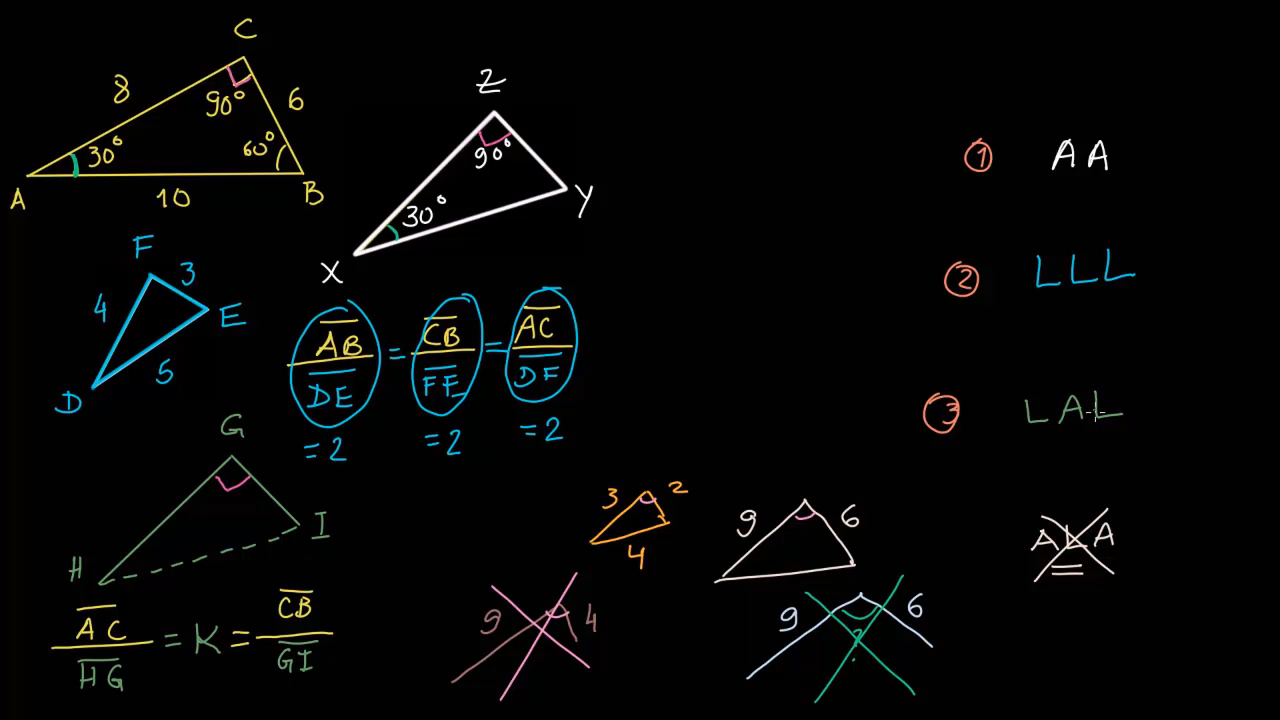 C
8
90°
6
30°
60°
A
10
B
Z
90°
30°
Y
X
F
3
4
E
5
D
AB/DE = CB/FE = AC/DF
=2 =2 =2
G
H
I
AC/HG = K = CB/GI
3
2
4
9
6
9
4
9
6
?
① AA
② LLL
③ LAL
ALA